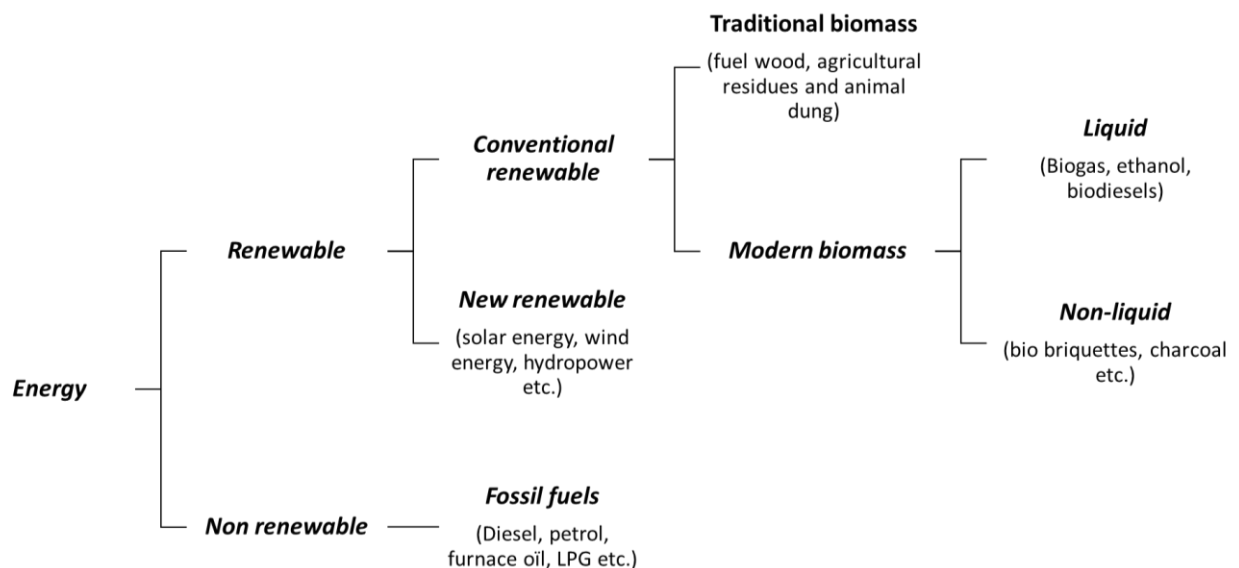 Traditional biomass
(fuel wood, agricultural
residues and animal
dung)
Liquid
(Biogas, ethanol,
biodiesels)
Conventional
renewable
Renewable
Modern biomass
New renewable
(solar energy, wind
energy, hydropower
etc.)
Non-liquid
(bio briquettes, charcoal
etc.)
Energy
Fossil fuels
(Diesel, petrol,
furnace oïl, LPG etc.)
Non renewable